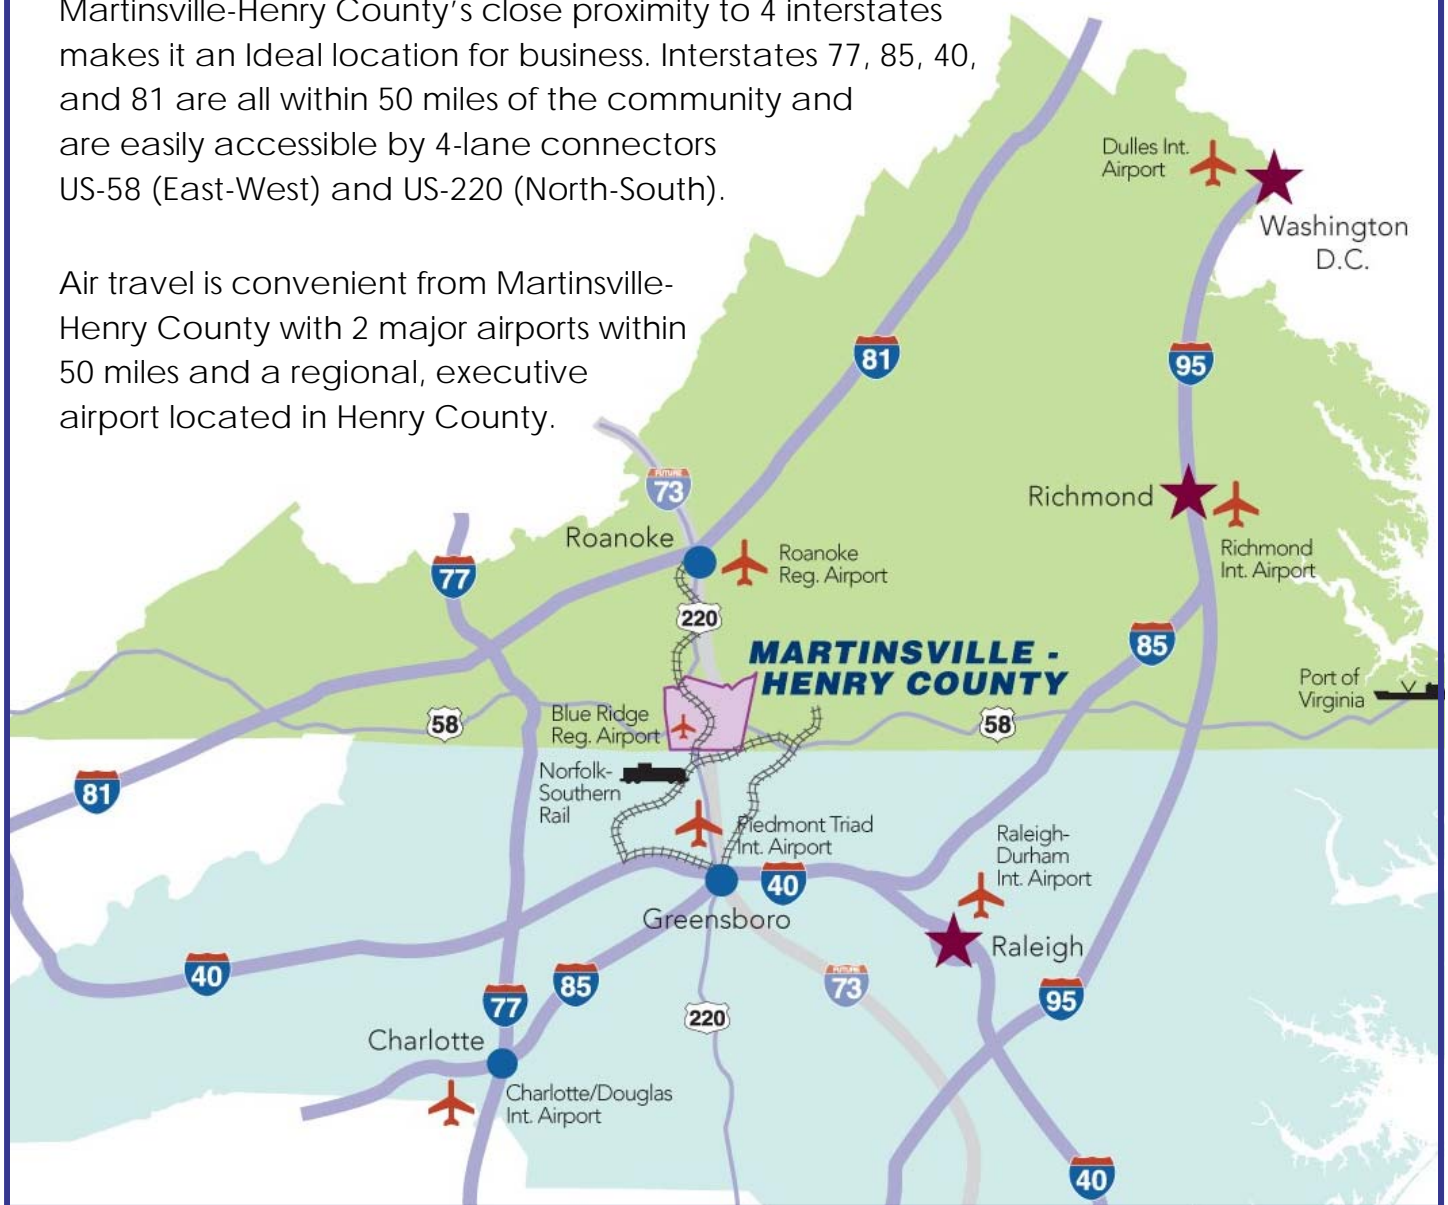 Martinsville-Henry County's close proximity to 4 interstates
makes it an Ideal location for business. Interstates 77, 85, 40,
and 81 are all within 50 miles of the community and
are easily accessible by 4-lane connectors
US-58 (East-West) and US-220 (North-South).
Air travel is convenient from Martinsville-
Henry County with 2 major airports within
50 miles and a regional, executive
airport located in Henry County.
Dulles Int.
Airport
Washington
D.C.
81
95
FUTURE
73
Richmond
Roanoke
Roanoke
Reg. Airport
Richmond
Int. Airport
77
220
85
MARTINSVILLE -
HENRY COUNTY
Port of
Virginia
58
Blue Ridge
Reg. Airport
58
Norfolk-
Southern
Rail
81
Piedmont Triad
Int. Airport
Raleigh-
Durham
Int. Airport
40
Greensboro
Raleigh
40
85
77
FUTURE
73
95
220
Charlotte
Charlotte/Douglas
Int. Airport
40